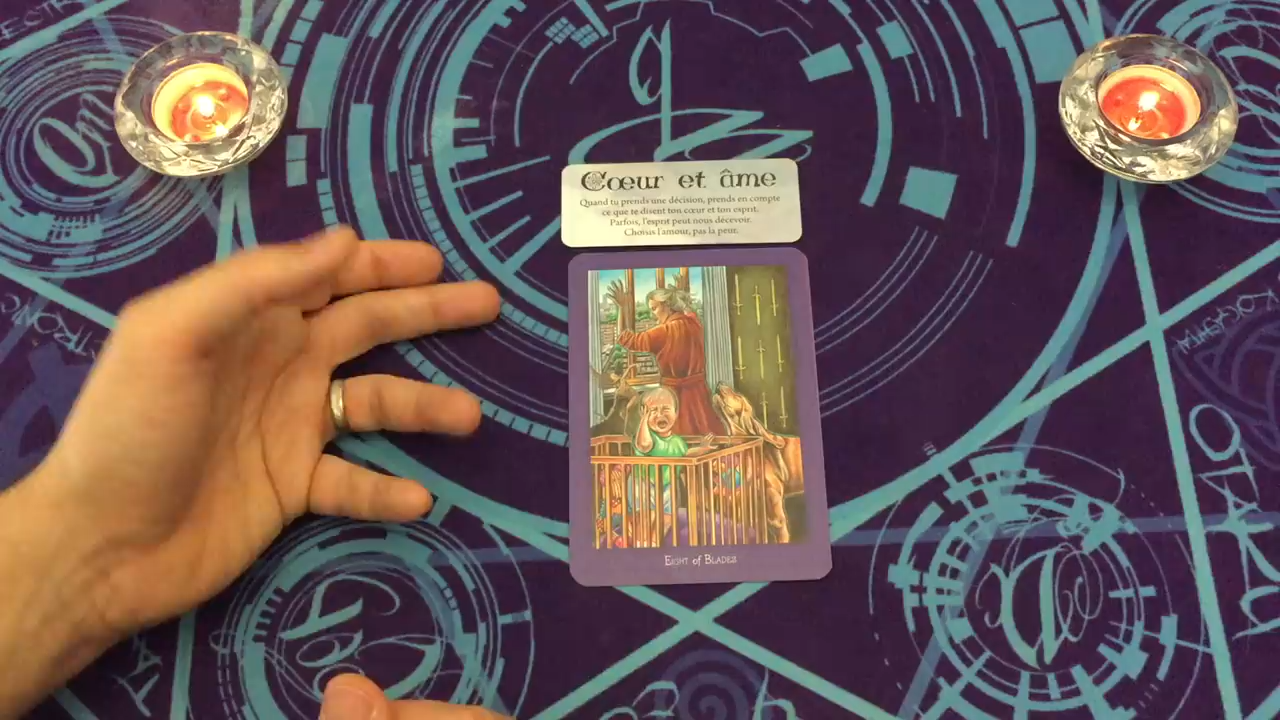 Cœur et âme
Quand tu prends une décision, prends en compte
ce que te disent ton cœur et ton esprit.
Parfois, l'esprit peut nous décevoir.
Choisis l'amour, pas la peur.
Eight of Blades